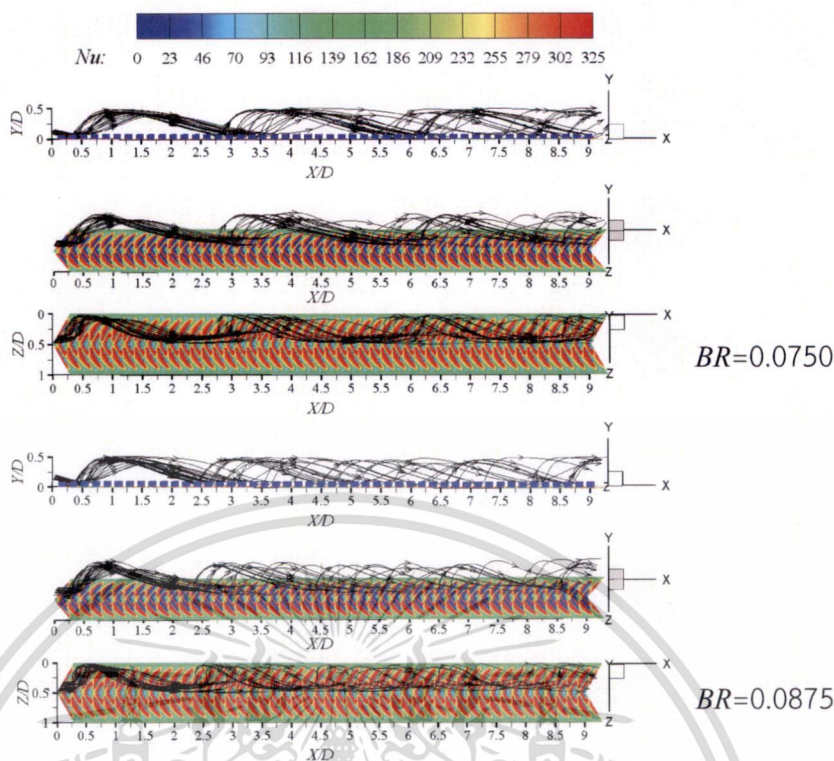 Nu: 0 23 46 70 93 116 139 162 186 209 232 255 279 302 325
Y
Y/D 0.5
0
0 0.5 1 1.5 2 2.5 3 3.5 4 4.5 5 5.5 6 6.5 7 7.5 8 8.5 9 Z X
X/D
Y
X
0 0.5 1 1.5 2 2.5 3 3.5 4 4.5 5 5.5 6 6.5 7 7.5 8 8.5 9 Z
X/D
Z/D 0 Y X
0.5
1
0 0.5 1 1.5 2 2.5 3 3.5 4 4.5 5 5.5 6 6.5 7 7.5 8 8.5 9 Z
X/D
BR=0.0750
Y
Y/D 0.5
0
0 0.5 1 1.5 2 2.5 3 3.5 4 4.5 5 5.5 6 6.5 7 7.5 8 8.5 9 Z X
X/D
Y
X
0 0.5 1 1.5 2 2.5 3 3.5 4 4.5 5 5.5 6 6.5 7 7.5 8 8.5 9 Z
X/D
Z/D 0 Y X
0.5
1
0 0.5 1 1.5 2 2.5 3 3.5 4 4.5 5 5.5 6 6.5 7 7.5 8 8.5 9 Z
X/D
BR=0.0875